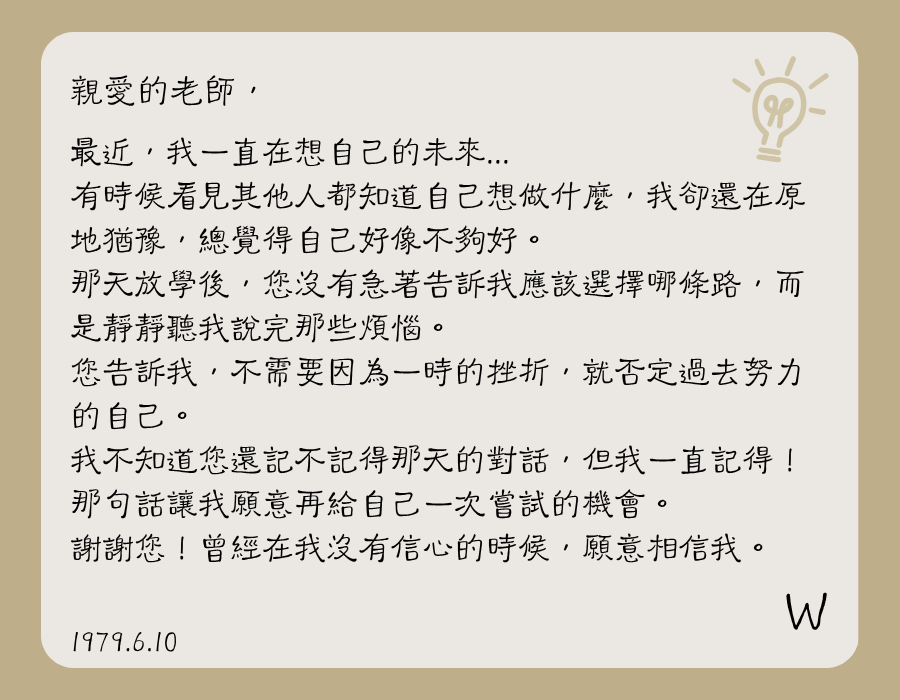 親愛的老師，
最近，我一直在想自己的未來...
有時候看見其他人都知道自己想做什麼，我卻還在原
地猶豫，總覺得自己好像不夠好。
那天放學後，您沒有急著告訴我應該選擇哪條路，而
是靜靜聽我說完那些煩惱。
您告訴我，不需要因為一時的挫折，就否定過去努力
的自己。
我不知道您還記不記得那天的對話，但我一直記得！
那句話讓我願意再給自己一次嘗試的機會。
謝謝您！曾經在我沒有信心的時候，願意相信我。
W
1979.6.10